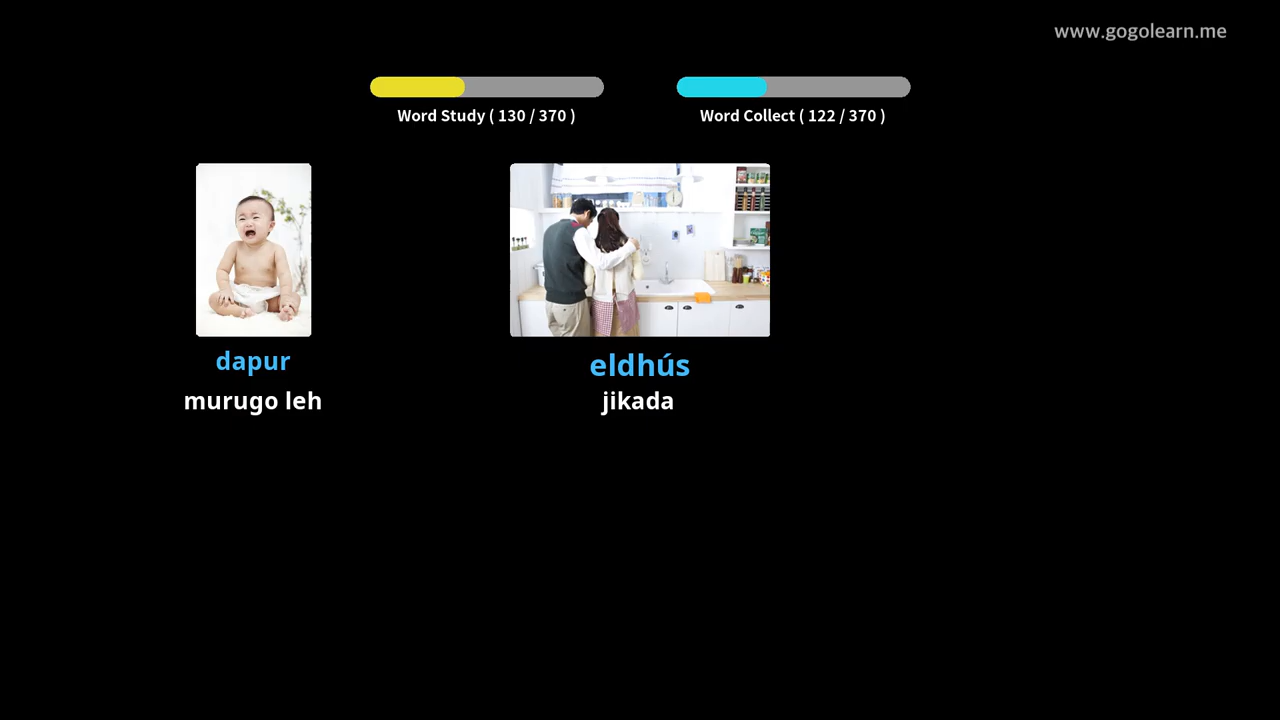 www.gogolearn.me
Word Study ( 130 / 370 )
Word Collect ( 122 / 370 )
dapur
murugo leh
eldhús
jikada